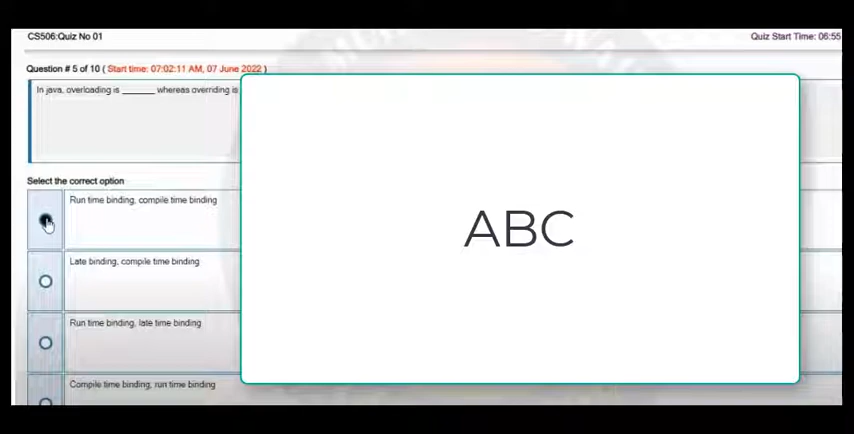 CS506:Quiz No 01
Quiz Start Time: 06:55
Question # 5 of 10 ( Start time: 07:02:11 AM, 07 June 2022 )
In java, overloading is ______ whereas overriding is
Select the correct option
Run time binding, compile time binding
Late binding, compile time binding
Run time binding, late time binding
Compile time binding, run time binding
ABC